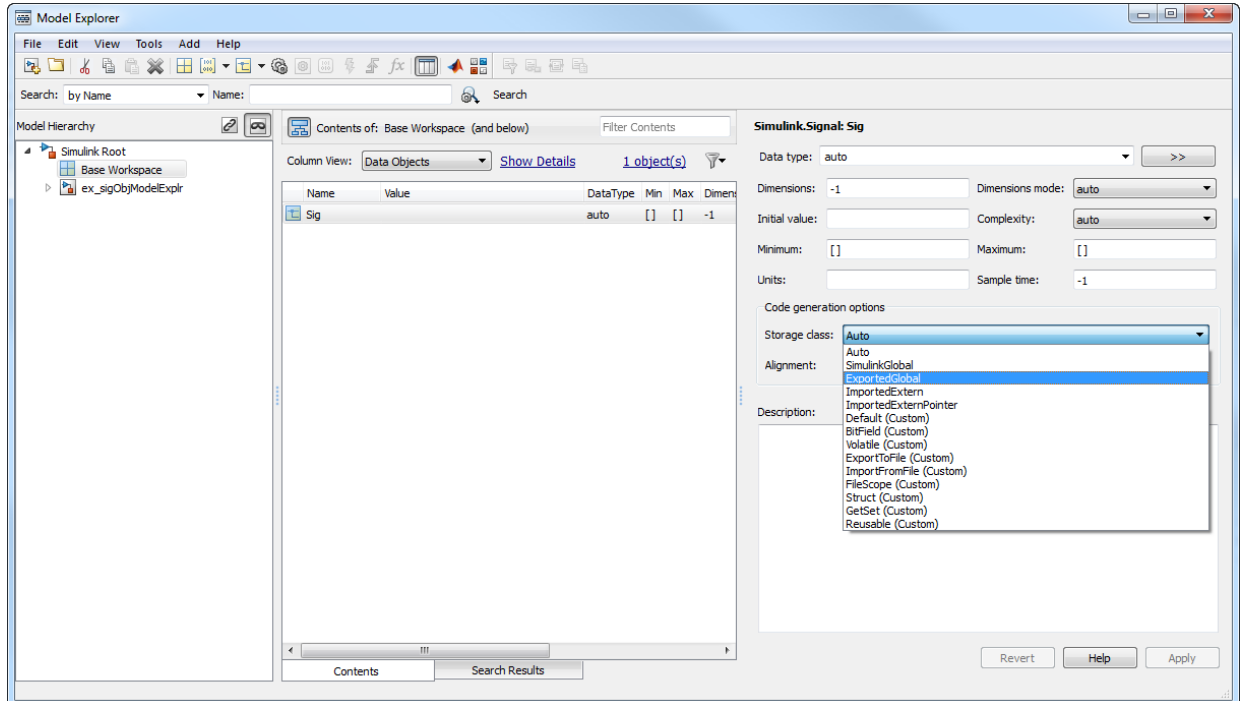 Model Explorer
File Edit View Tools Add Help
fx
Search: by Name Name: Search
Model Hierarchy
Simulink Root
Base Workspace
ex_sigObjModelExplr
Contents of: Base Workspace (and below) Filter Contents
Column View: Data Objects Show Details 1 object(s)
Name Value DataType Min Max Dimens
Sig auto [ ] [ ] -1
Contents Search Results
Simulink.Signal: Sig
Data type: auto >>
Dimensions: -1 Dimensions mode: auto
Initial value: Complexity: auto
Minimum: [ ] Maximum: [ ]
Units: Sample time: -1
Code generation options
Storage class: Auto
Auto
Alignment: SimulinkGlobal
ExportedGlobal
ImportedExtern
ImportedExternPointer
Description: Default (Custom)
BitField (Custom)
Volatile (Custom)
ExportToFile (Custom)
ImportFromFile (Custom)
FileScope (Custom)
Struct (Custom)
GetSet (Custom)
Reusable (Custom)
Revert Help Apply